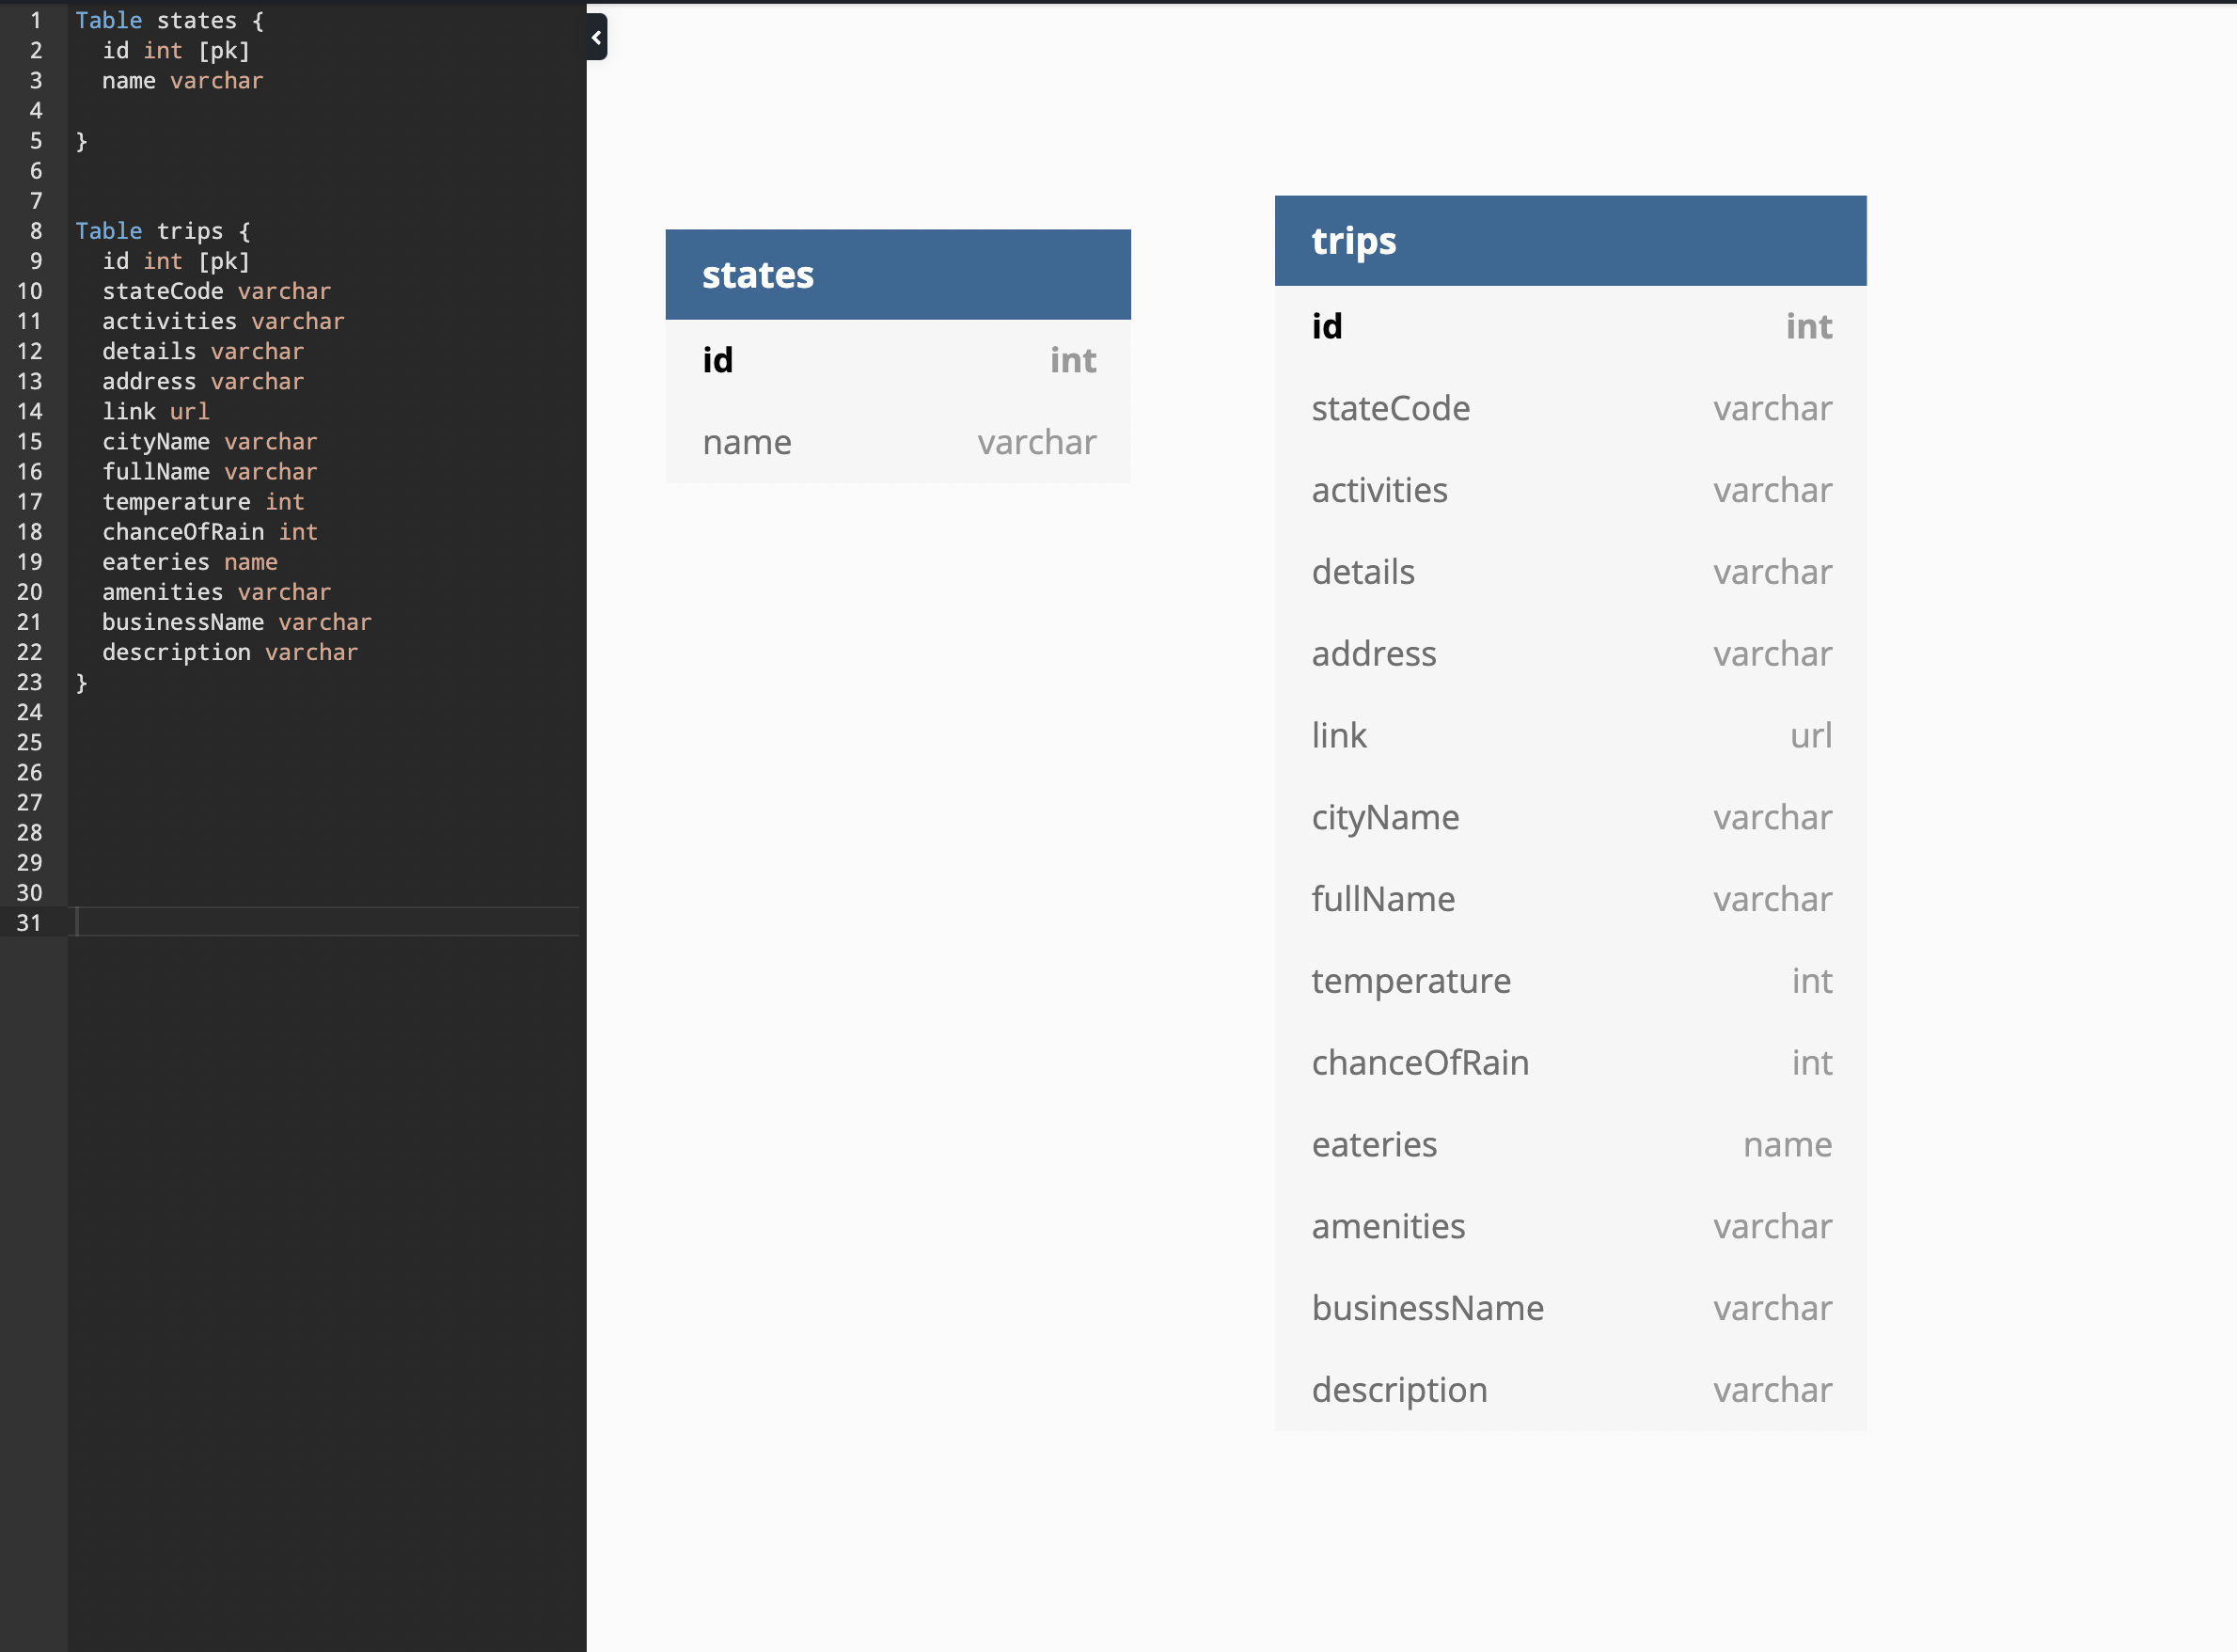 1 Table states {
2 id int [pk]
3 name varchar
4
5 }
6
7
8 Table trips {
9 id int [pk]
10 stateCode varchar
11 activities varchar
12 details varchar
13 address varchar
14 link url
15 cityName varchar
16 fullName varchar
17 temperature int
18 chanceOfRain int
19 eateries name
20 amenities varchar
21 businessName varchar
22 description varchar
23 }
24
25
26
27
28
29
30
31
states
id int
name varchar
trips
id int
stateCode varchar
activities varchar
details varchar
address varchar
link url
cityName varchar
fullName varchar
temperature int
chanceOfRain int
eateries name
amenities varchar
businessName varchar
description varchar